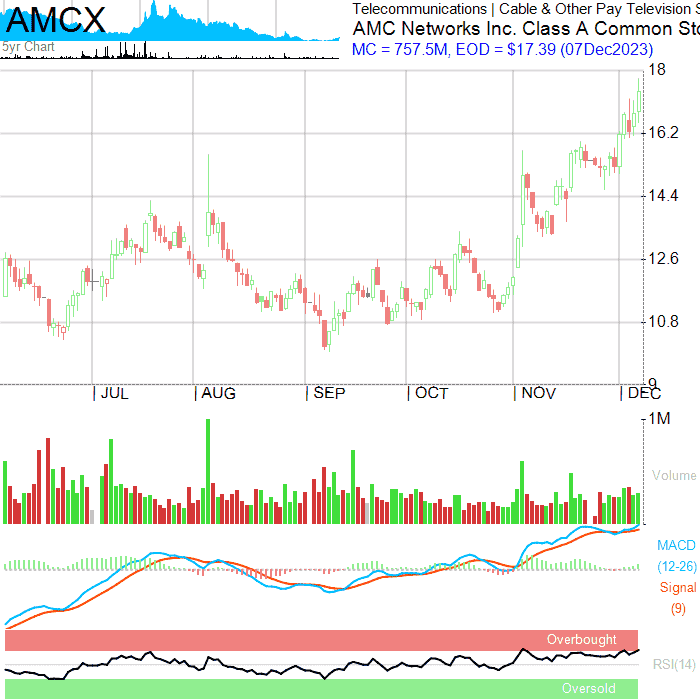 AMCX
5yr Chart
Telecommunications | Cable & Other Pay Television S
AMC Networks Inc. Class A Common Sto
MC = 757.5M, EOD = $17.39 (07Dec2023)
18
16.2
14.4
12.6
10.8
9
| JUL | AUG | SEP | OCT | NOV | DEC
1M
Volume
MACD
(12-26)
Signal
(9)
Overbought
RSI(14)
Oversold